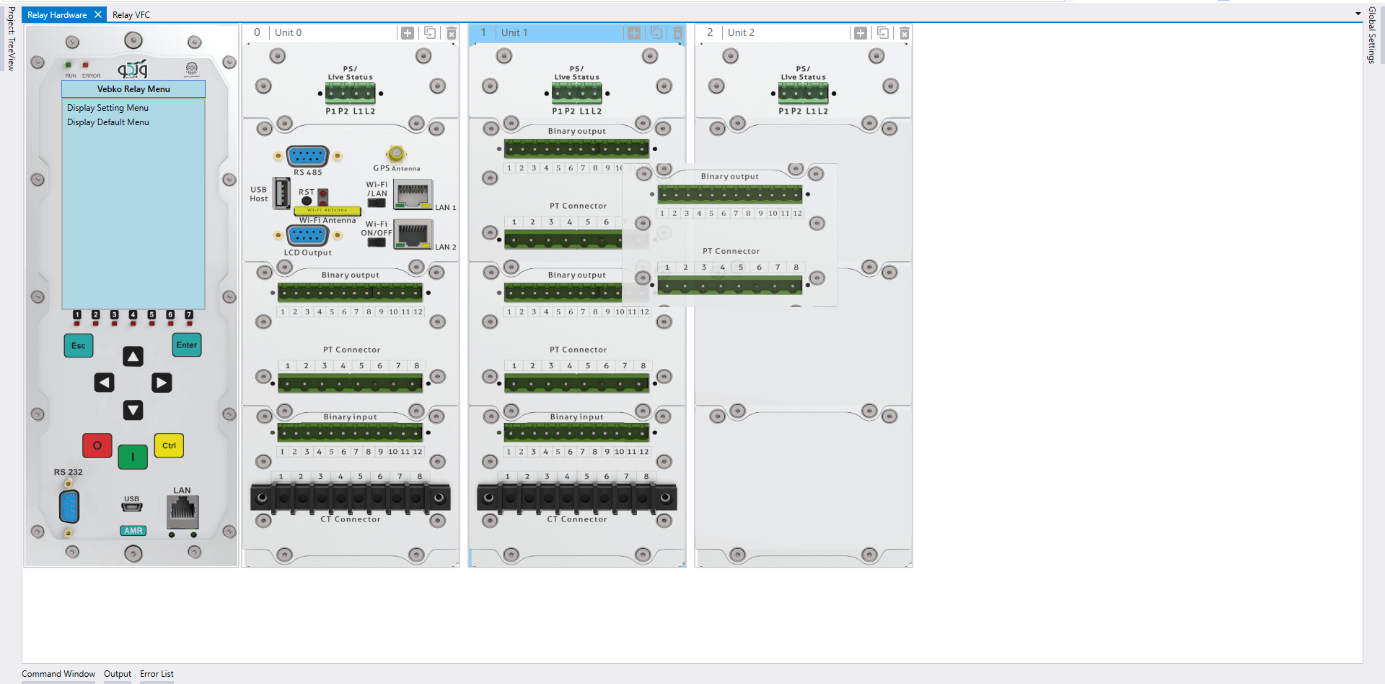 Relay Hardware
Relay VFC
Project: TreeView
Global Settings
RUN ERROR
Vebko Relay Menu
Display Setting Menu
Display Default Menu
1 2 3 4 5 6 7
Esc
Enter
O
I
Ctrl
RS 232
USB
LAN
AMR
0 Unit 0
PS/
Live Status
P1 P2 L1 L2
RS 485
GPS Antenna
USB
Host
RST
Wi-Fi
/LAN
LAN 1
WI-FI ANTENNA
Wi-Fi Antenna
Wi-Fi
ON/OFF
LAN 2
LCD Output
Binary output
1 2 3 4 5 6 7 8 9 10 11 12
PT Connector
1 2 3 4 5 6 7 8
Binary input
1 2 3 4 5 6 7 8 9 10 11 12
1 2 3 4 5 6 7 8
CT Connector
1 Unit 1
PS/
Live Status
P1 P2 L1 L2
Binary output
1 2 3 4 5 6 7 8 9 10
PT Connector
1 2 3 4 5 6
Binary output
1 2 3 4 5 6 7 8 9 10 11 12
PT Connector
1 2 3 4 5 6 7 8
Binary input
1 2 3 4 5 6 7 8 9 10 11 12
1 2 3 4 5 6 7 8
CT Connector
Binary output
1 2 3 4 5 6 7 8 9 10 11 12
PT Connector
1 2 3 4 5 6 7 8
2 Unit 2
PS/
Live Status
P1 P2 L1 L2
Command Window
Output
Error List